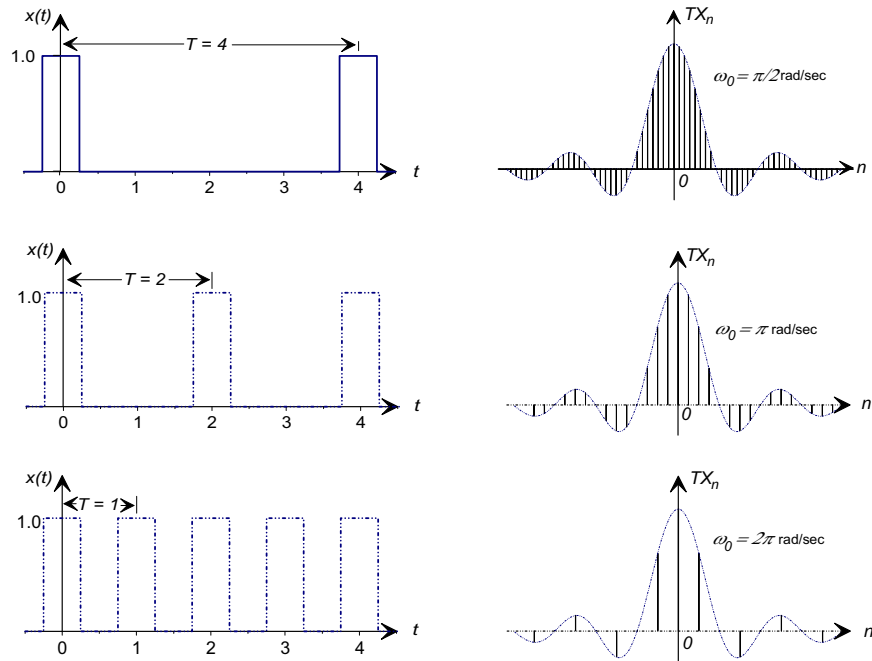 x(t)
T = 4
1.0
0 1 2 3 4
t
TXₙ
ω₀ = π/2 rad/sec
0
n
x(t)
T = 2
1.0
0 1 2 3 4
t
TXₙ
ω₀ = π rad/sec
0
n
x(t)
T = 1
1.0
0 1 2 3 4
t
TXₙ
ω₀ = 2π rad/sec
0
n